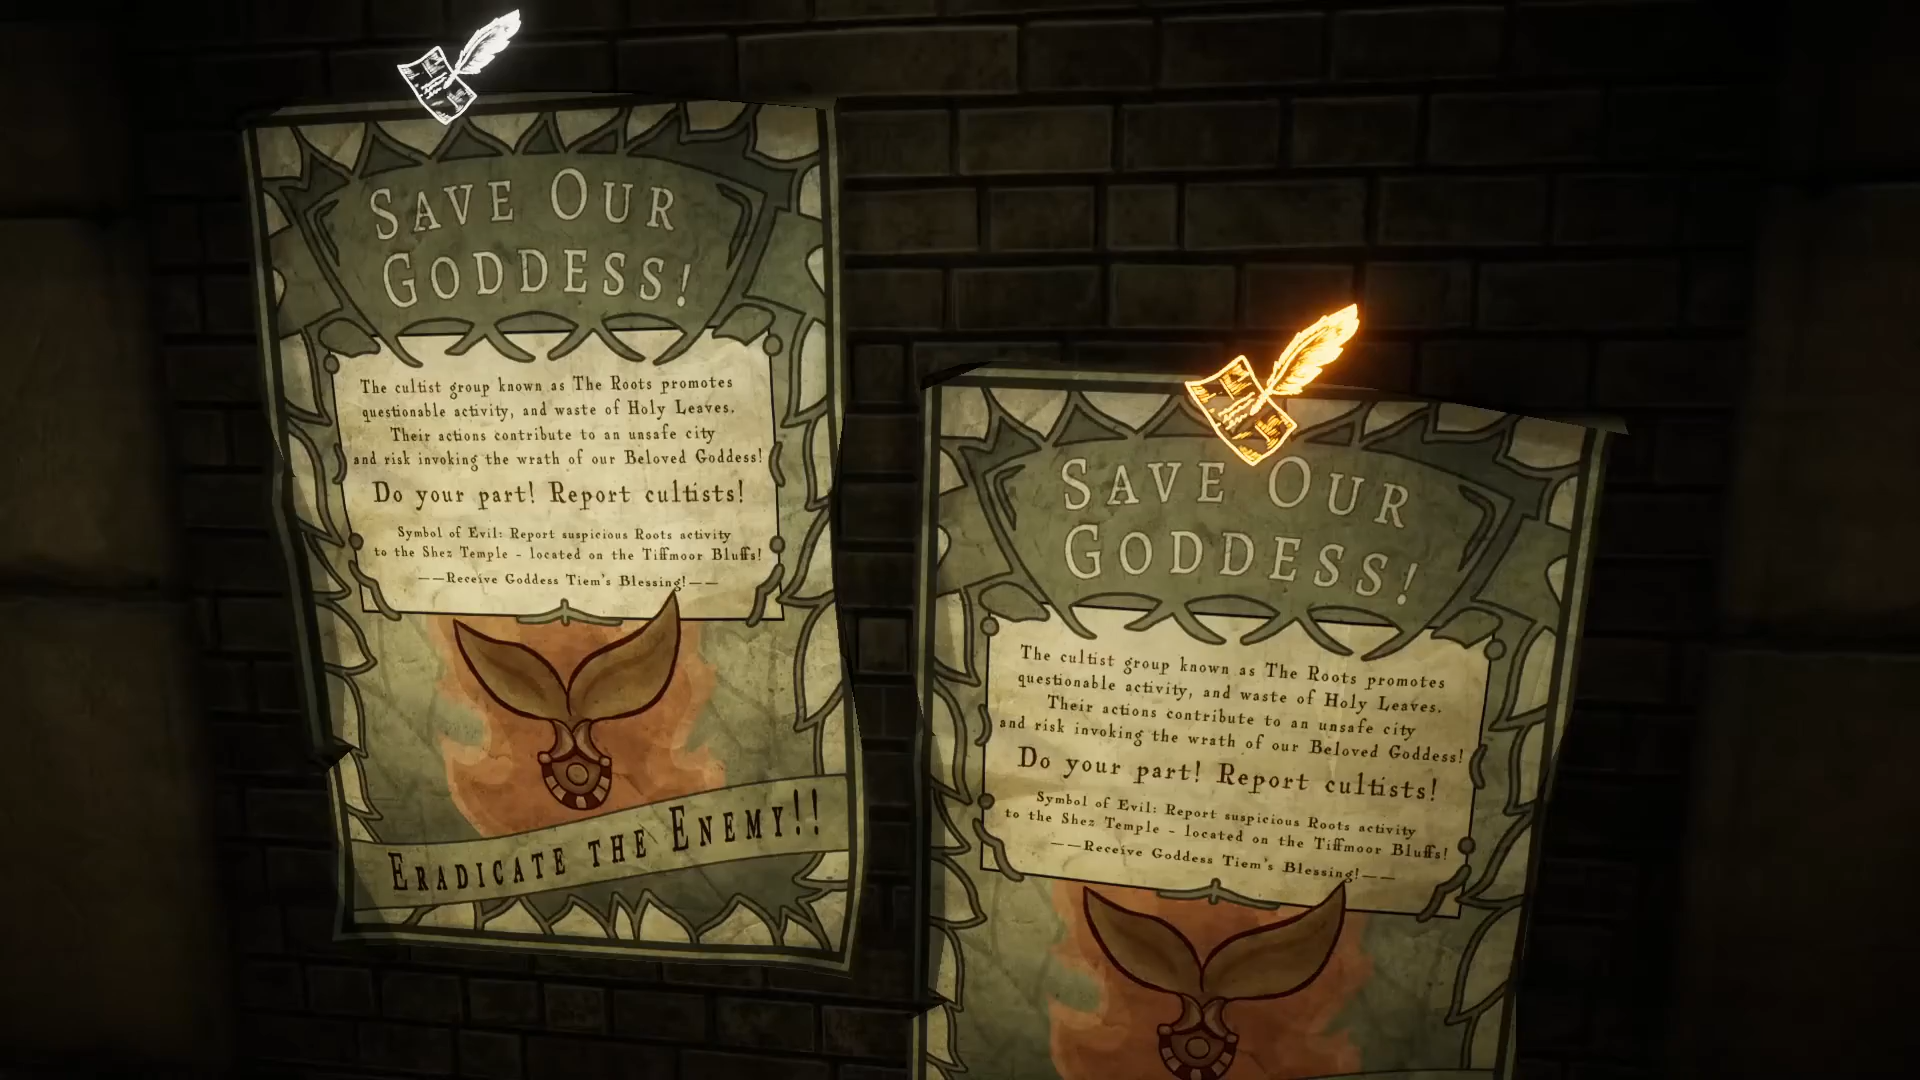 Save Our
Goddess!
The cultist group known as The Roots promotes
questionable activity, and waste of Holy Leaves.
Their actions contribute to an unsafe city
and risk invoking the wrath of our Beloved Goddess!
Do your part! Report cultists!
Symbol of Evil: Report suspicious Roots activity
to the Shez Temple - located on the Tiffmoor Bluffs!
——Receive Goddess Tiem's Blessing!——
Eradicate the Enemy!!
Save Our
Goddess!
The cultist group known as The Roots promotes
questionable activity, and waste of Holy Leaves.
Their actions contribute to an unsafe city
and risk invoking the wrath of our Beloved Goddess!
Do your part! Report cultists!
Symbol of Evil: Report suspicious Roots activity
to the Shez Temple - located on the Tiffmoor Bluffs!
——Receive Goddess Tiem's Blessing!——